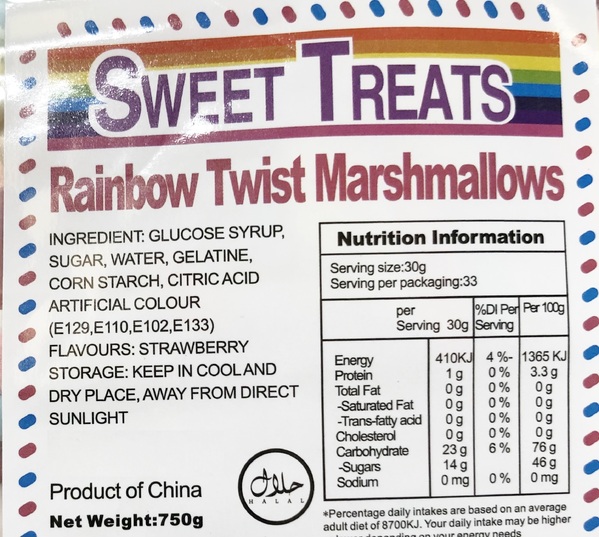 SWEET TREATS
Rainbow Twist Marshmallows
INGREDIENT: GLUCOSE SYRUP,
SUGAR, WATER, GELATINE,
CORN STARCH, CITRIC ACID
ARTIFICIAL COLOUR
(E129,E110,E102,E133)
FLAVOURS: STRAWBERRY
STORAGE: KEEP IN COOL AND
DRY PLACE, AWAY FROM DIRECT
SUNLIGHT
Product of China
Net Weight:750g
حلال
HALAL
Nutrition Information
Serving size:30g
Serving per packaging:33
per Serving 30g %DI Per Serving Per 100g
Energy 410KJ 4 %- 1365 KJ
Protein 1 g 0 % 3.3 g
Total Fat 0 g 0 % 0 g
-Saturated Fat 0 g 0 % 0 g
-Trans-fatty acid 0 g 0 % 0 g
Cholesterol 0 g 0 % 0 g
Carbohydrate 23 g 6 % 76 g
-Sugars 14 g 46 g
Sodium 0 mg 0 % 0 mg
*Percentage daily intakes are based on an average
adult diet of 8700KJ. Your daily intake may be higher
lower depending on your energy needs